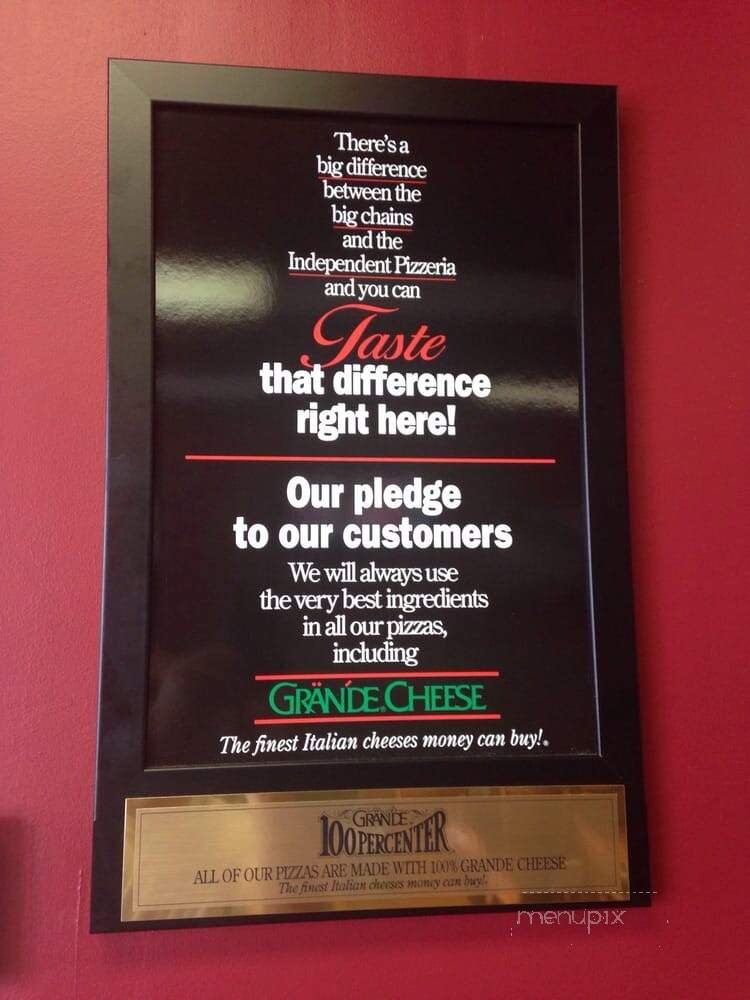 There's a
big difference
between the
big chains
and the
Independent Pizzeria
and you can
Taste
that difference
right here!
Our pledge
to our customers
We will always use
the very best ingredients
in all our pizzas,
including
GRÄNDÉ® CHEESE
The finest Italian cheeses money can buy!®
GRÄNDÉ®
100 PERCENTER
ALL OF OUR PIZZAS ARE MADE WITH 100% GRANDE CHEESE
The finest Italian cheeses money can buy!®
menupix